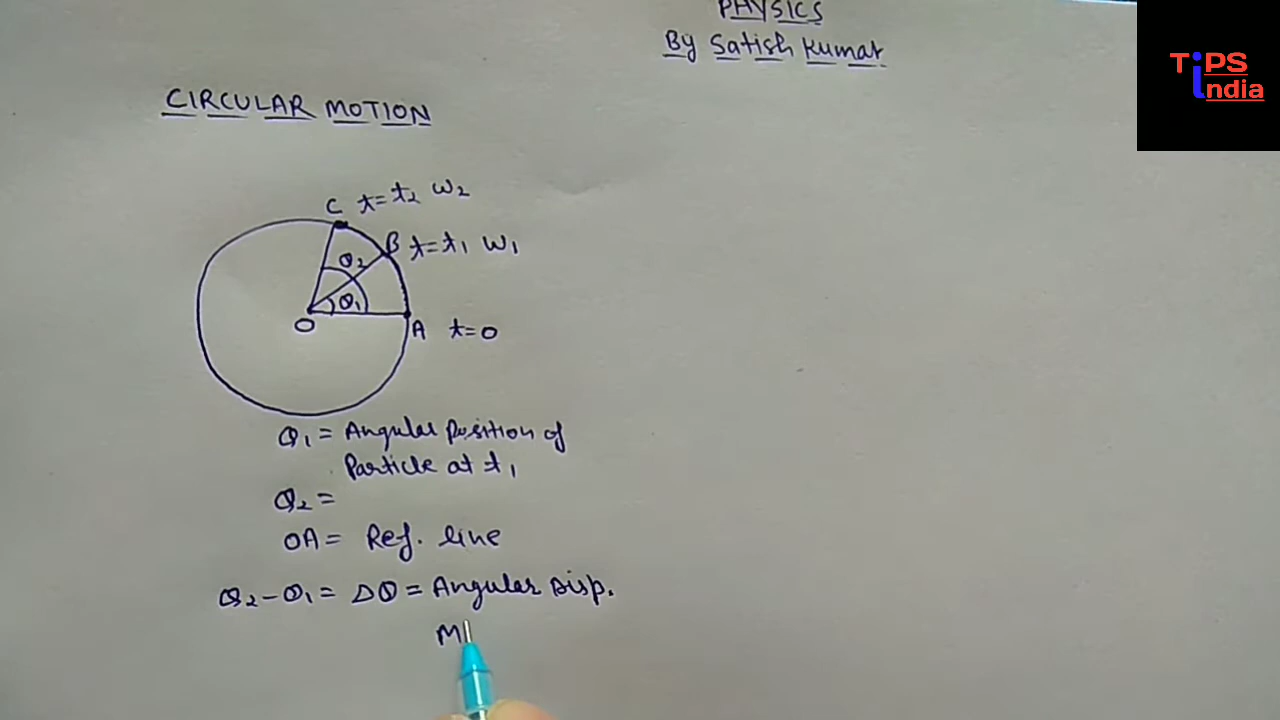 PHYSICS
By Satish Kumar
TiPS
india
CIRCULAR MOTION
C t=t₂ ω₂
B t=t₁ ω₁
θ₂
θ₁
O
A t=0
θ₁ = Angular Position of
Particle at t₁
θ₂ =
OA = Ref. line
θ₂-θ₁ = Δθ = Angular Disp.
M